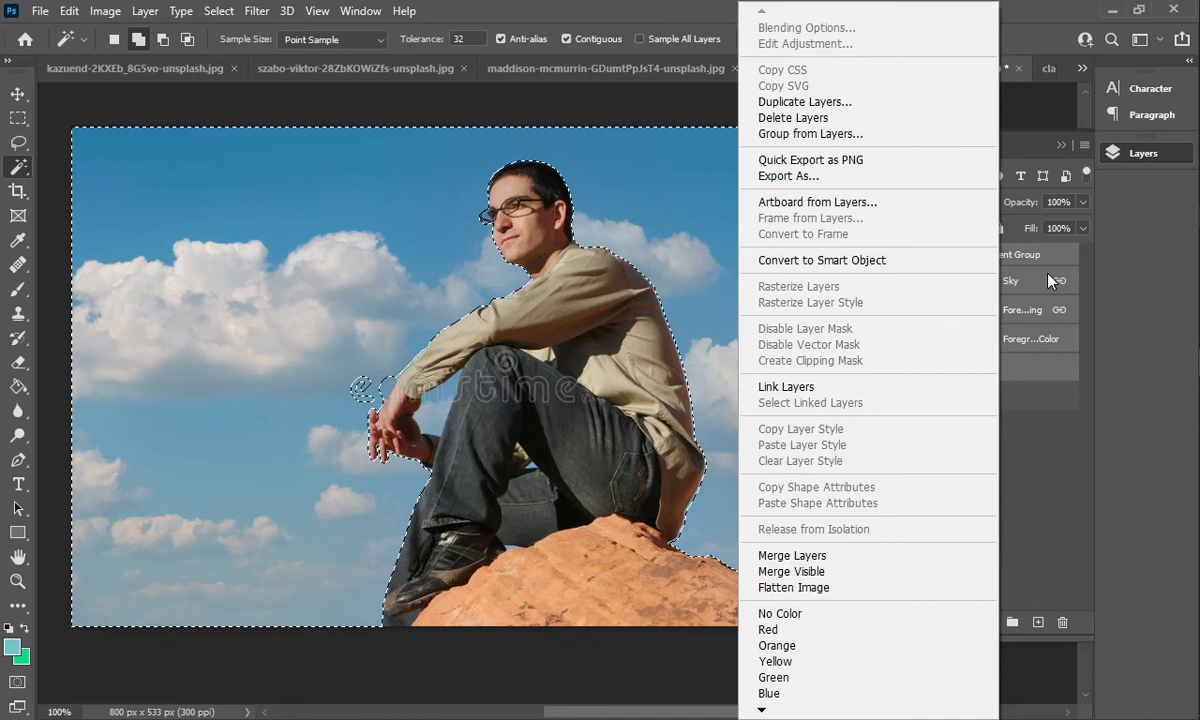 Ps File Edit Image Layer Type Select Filter 3D View Window Help
Sample Size: Point Sample Tolerance: 32 Anti-alias Contiguous Sample All Layers
kazuend-2KXEb_8G5vo-unsplash.jpg × szabo-viktor-28ZbKOWiZfs-unsplash.jpg × maddison-mcmurrin-GDumtPpJsT4-unsplash.jpg × * × cla
Blending Options...
Edit Adjustment...
Copy CSS
Copy SVG
Duplicate Layers...
Delete Layers
Group from Layers...
Quick Export as PNG
Export As...
Artboard from Layers...
Frame from Layers...
Convert to Frame
Convert to Smart Object
Rasterize Layers
Rasterize Layer Style
Disable Layer Mask
Disable Vector Mask
Create Clipping Mask
Link Layers
Select Linked Layers
Copy Layer Style
Paste Layer Style
Clear Layer Style
Copy Shape Attributes
Paste Shape Attributes
Release from Isolation
Merge Layers
Merge Visible
Flatten Image
No Color
Red
Orange
Yellow
Green
Blue
Character
Paragraph
Layers
Opacity: 100%
Fill: 100%
ent Group
Sky
Fore...ing
Foregr...Color
100% 800 px x 533 px (300 ppi)